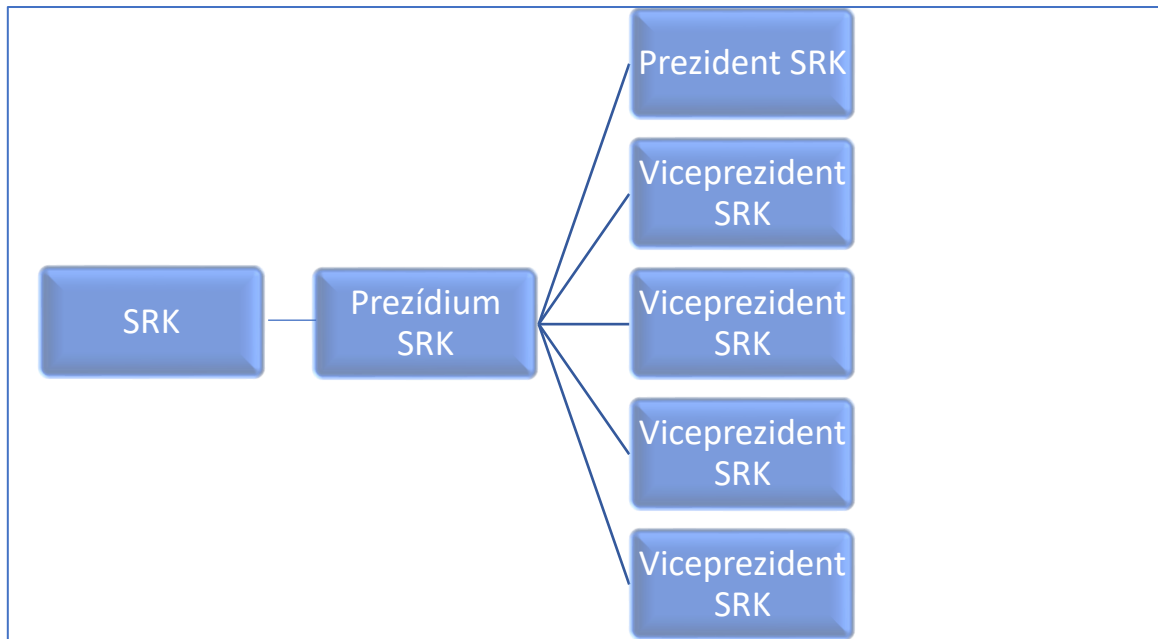 SRK
Prezídium
SRK
Prezident SRK
Viceprezident
SRK
Viceprezident
SRK
Viceprezident
SRK
Viceprezident
SRK